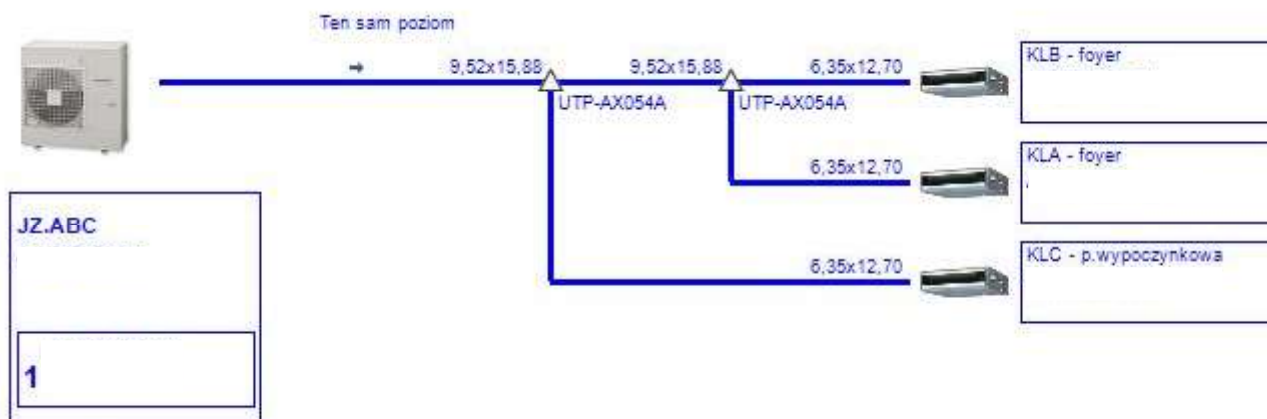 Ten sam poziom
9,52x15,88
9,52x15,88
6,35x12,70
KLB - foyer
UTP-AX054A
UTP-AX054A
6,35x12,70
KLA - foyer
JZ.ABC
6,35x12,70
KLC - p.wypoczynkowa
1